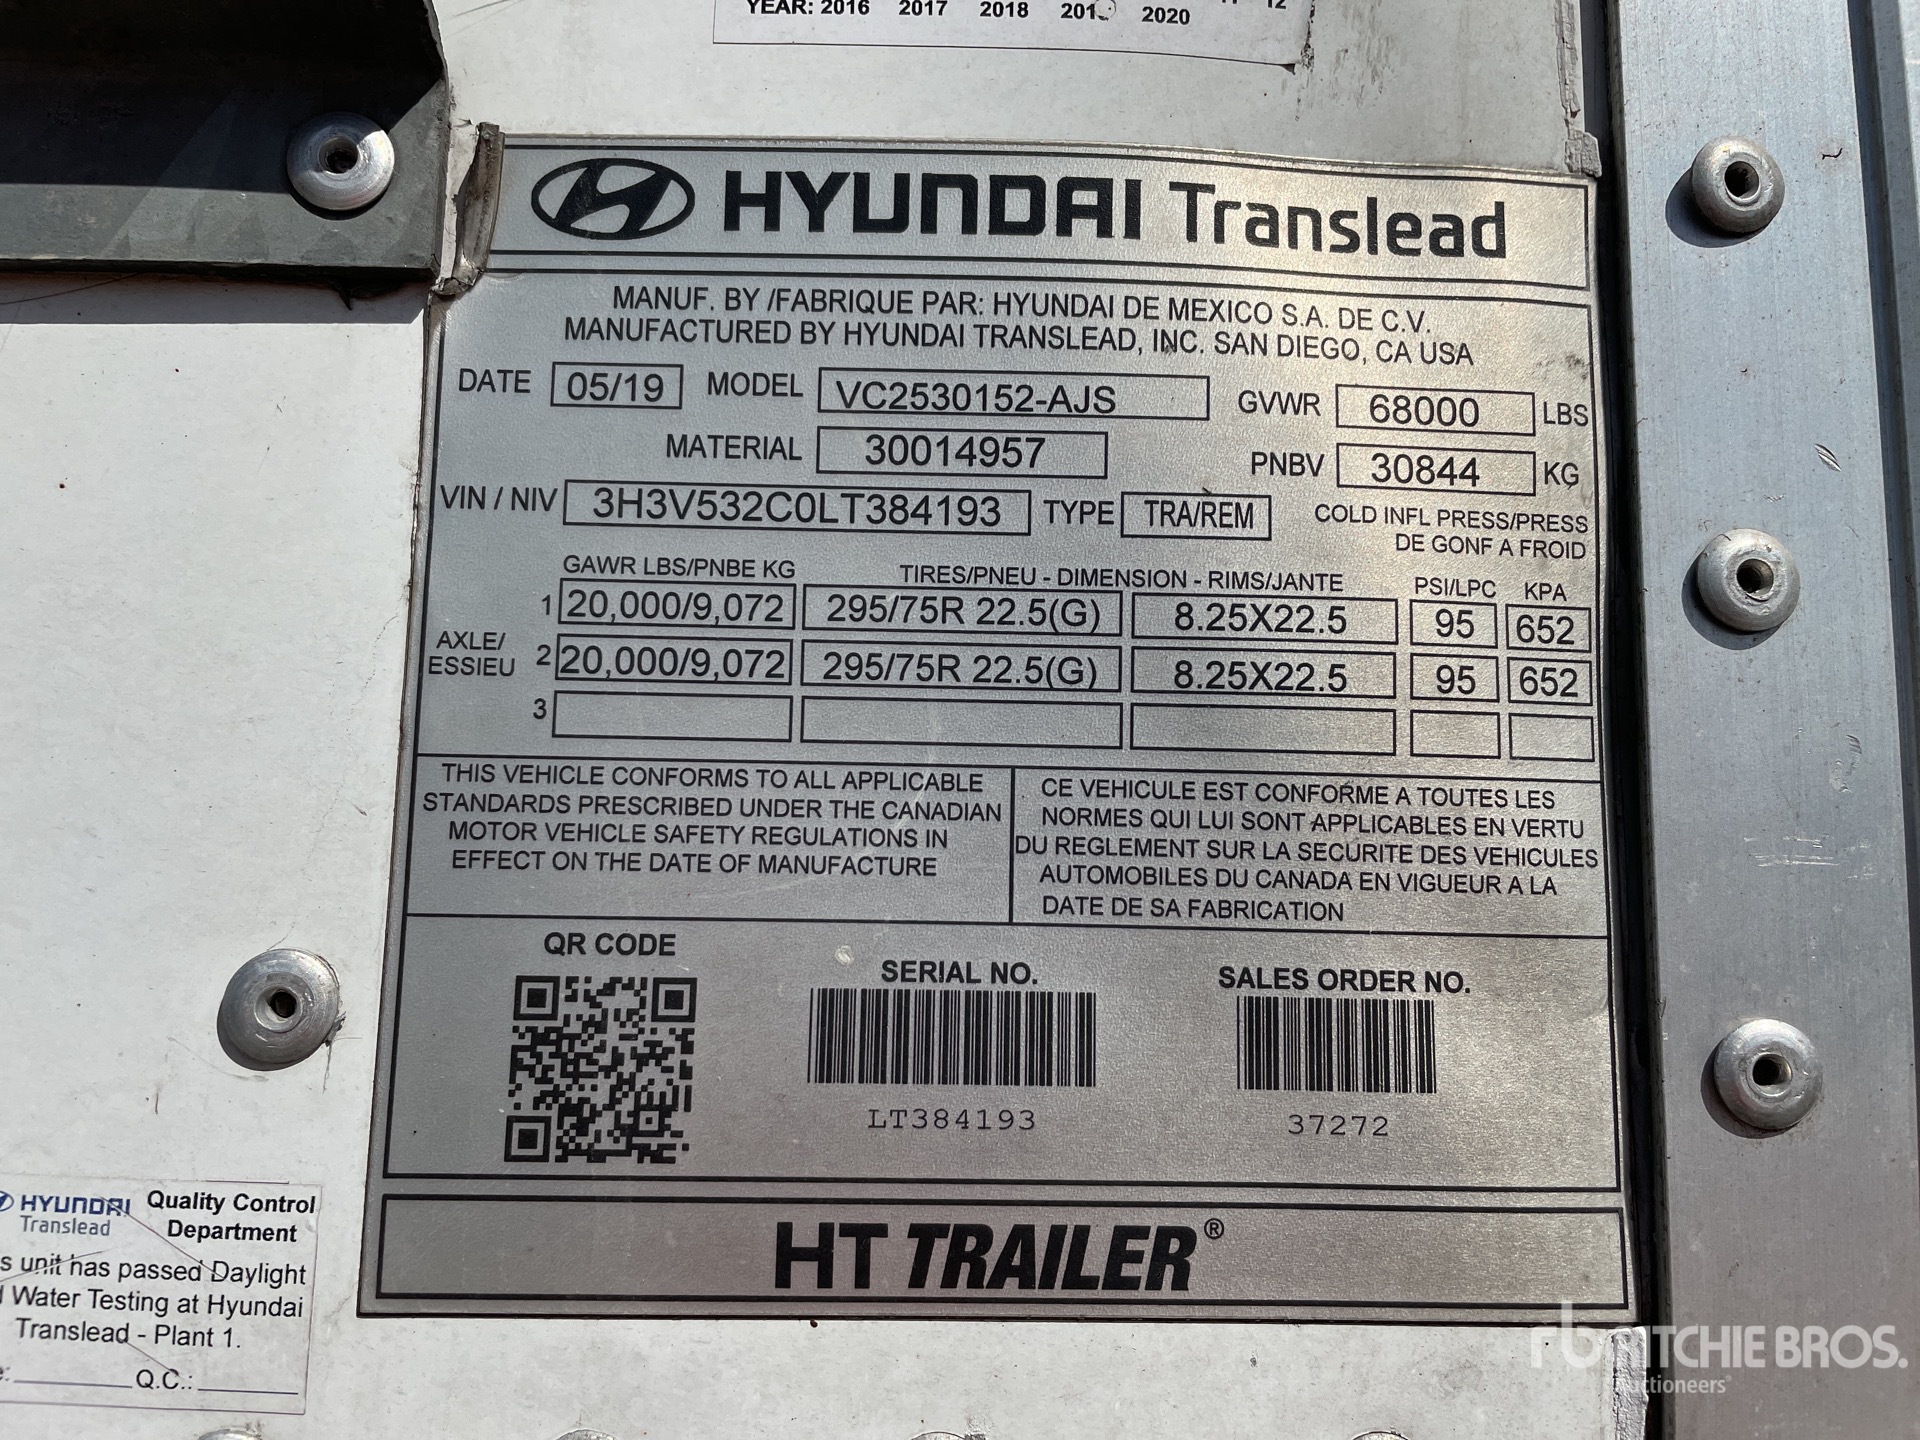 YEAR: 2016 2017 2018 2019 2020 11 12
HYUNDAI Translead
MANUF. BY /FABRIQUE PAR: HYUNDAI DE MEXICO S.A. DE C.V.
MANUFACTURED BY HYUNDAI TRANSLEAD, INC. SAN DIEGO, CA USA
DATE 05/19 MODEL VC2530152-AJS GVWR 68000 LBS
MATERIAL 30014957 PNBV 30844 KG
VIN / NIV 3H3V532C0LT384193 TYPE TRA/REM COLD INFL PRESS/PRESS
DE GONF A FROID
GAWR LBS/PNBE KG TIRES/PNEU - DIMENSION - RIMS/JANTE PSI/LPC KPA
1 20,000/9,072 295/75R 22.5(G) 8.25X22.5 95 652
AXLE/
ESSIEU 2 20,000/9,072 295/75R 22.5(G) 8.25X22.5 95 652
3
THIS VEHICLE CONFORMS TO ALL APPLICABLE
STANDARDS PRESCRIBED UNDER THE CANADIAN
MOTOR VEHICLE SAFETY REGULATIONS IN
EFFECT ON THE DATE OF MANUFACTURE
CE VEHICULE EST CONFORME A TOUTES LES
NORMES QUI LUI SONT APPLICABLES EN VERTU
DU REGLEMENT SUR LA SECURITE DES VEHICULES
AUTOMOBILES DU CANADA EN VIGUEUR A LA
DATE DE SA FABRICATION
QR CODE
SERIAL NO.
LT384193
SALES ORDER NO.
37272
HT TRAILER®
HYUNDAI Translead
Quality Control
Department
unit has passed Daylight
Water Testing at Hyundai
Translead - Plant 1.
Q.C.:
rb RITCHIE BROS.
Auctioneers